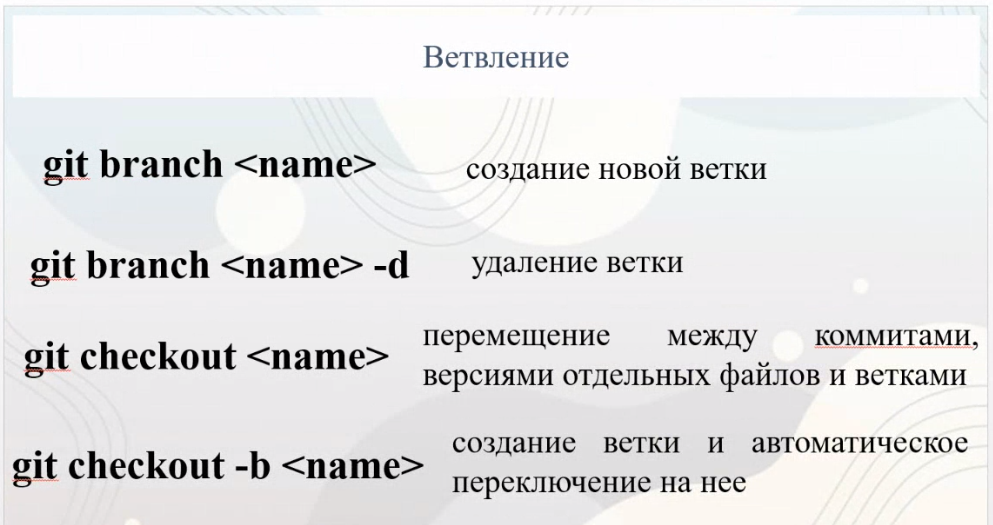 Ветвление
git branch <name>
создание новой ветки
git branch <name> -d
удаление ветки
git checkout <name>
перемещение между коммитами,
версиями отдельных файлов и ветками
git checkout -b <name>
создание ветки и автоматическое
переключение на нее